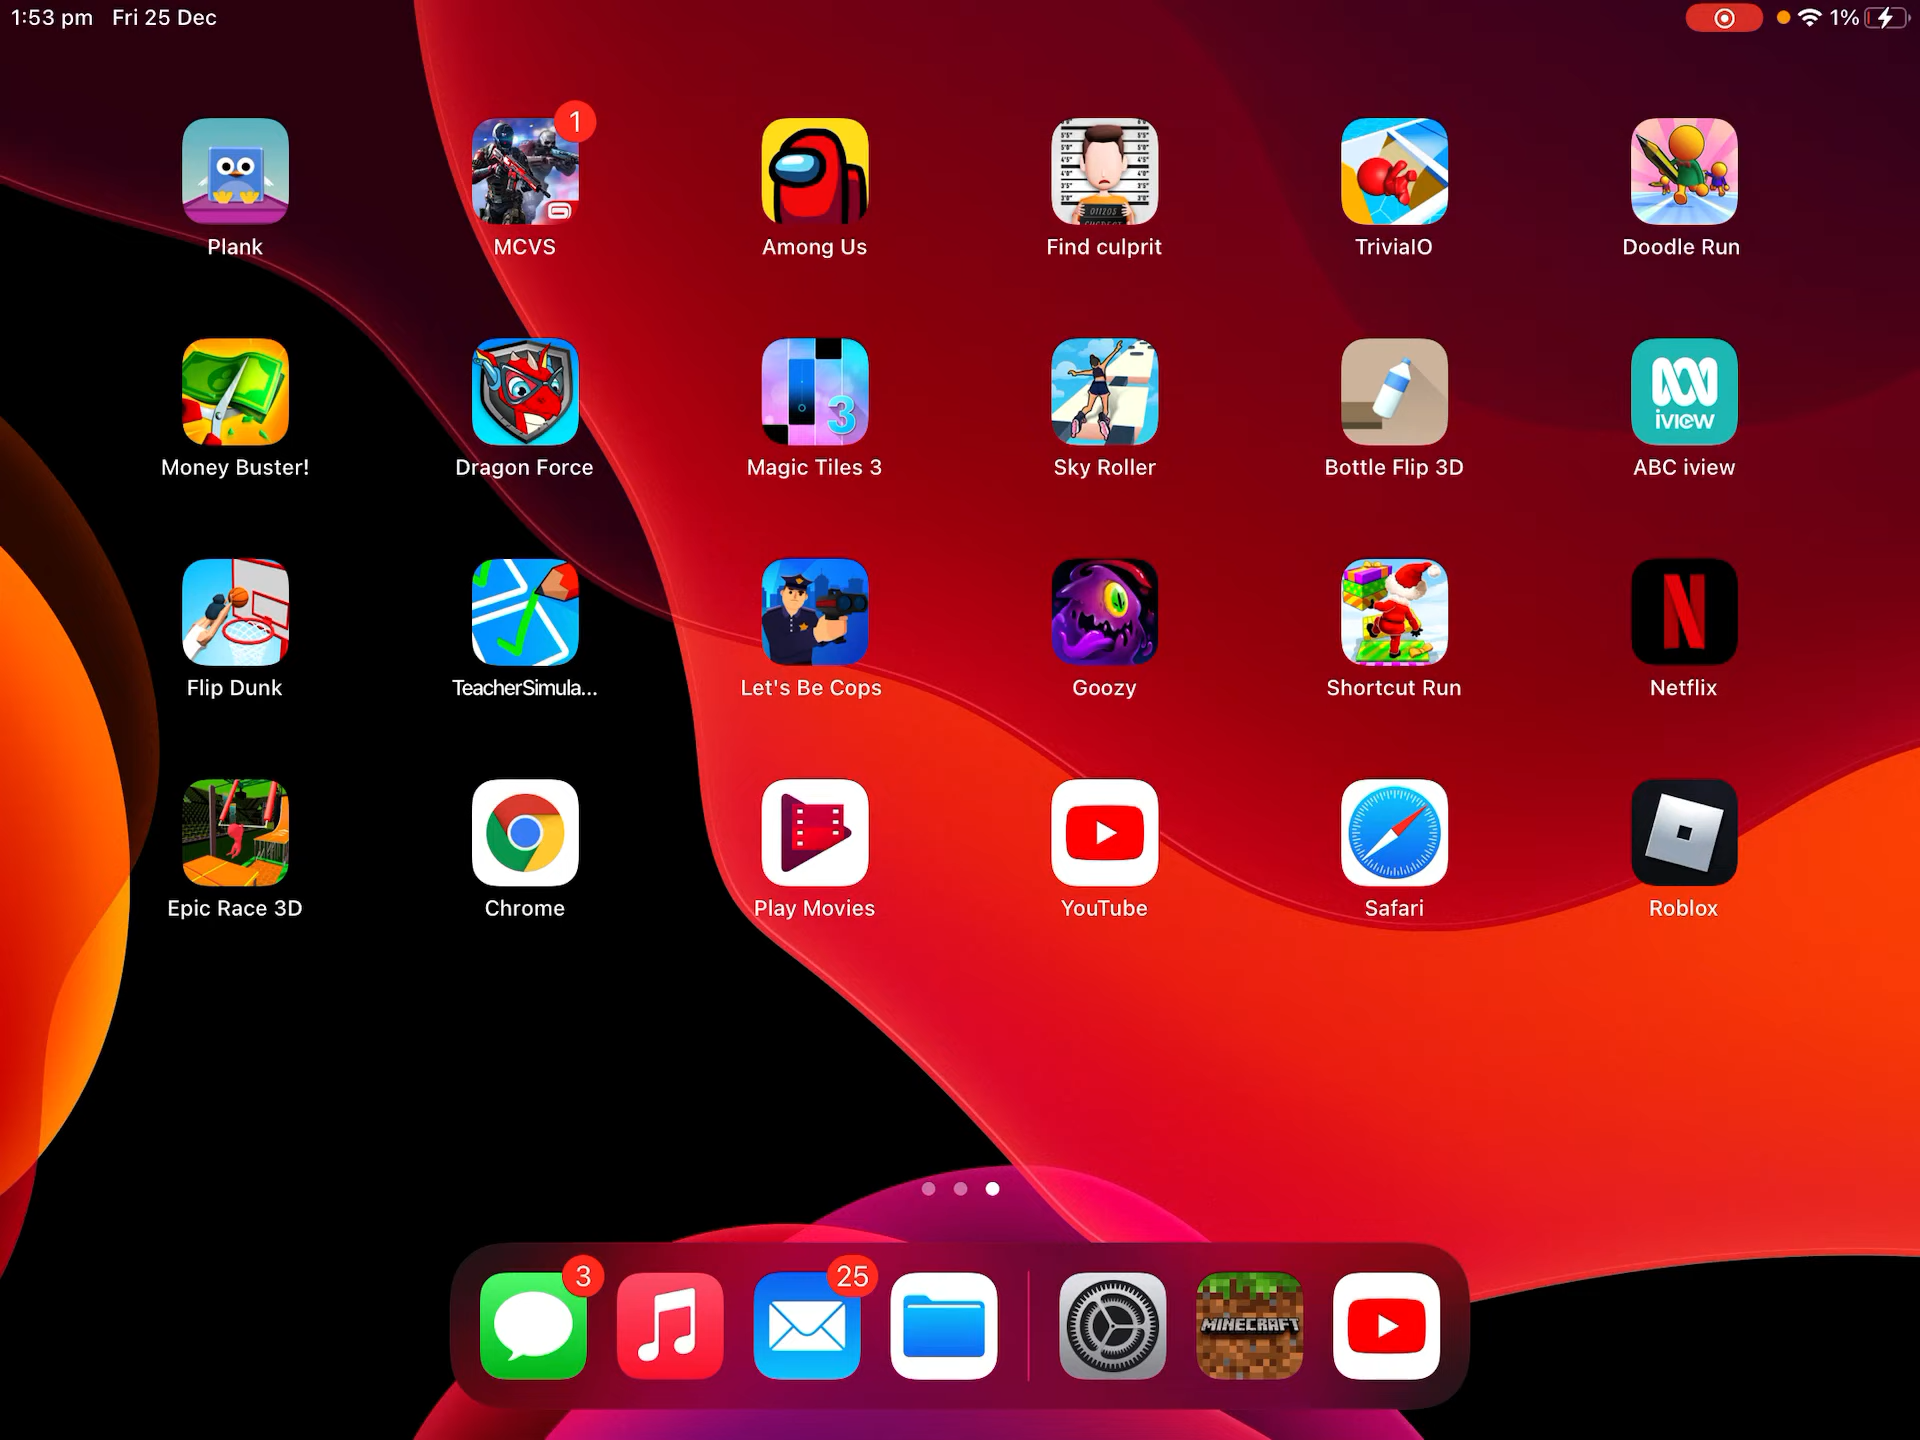 1:53 pm Fri 25 Dec 1%
1
Plank MCVS Among Us Find culprit TriviaIO Doodle Run
3
iview
Money Buster! Dragon Force Magic Tiles 3 Sky Roller Bottle Flip 3D ABC iview
N
Flip Dunk TeacherSimula... Let's Be Cops Goozy Shortcut Run Netflix
Epic Race 3D Chrome Play Movies YouTube Safari Roblox
3 25
MINECRAFT